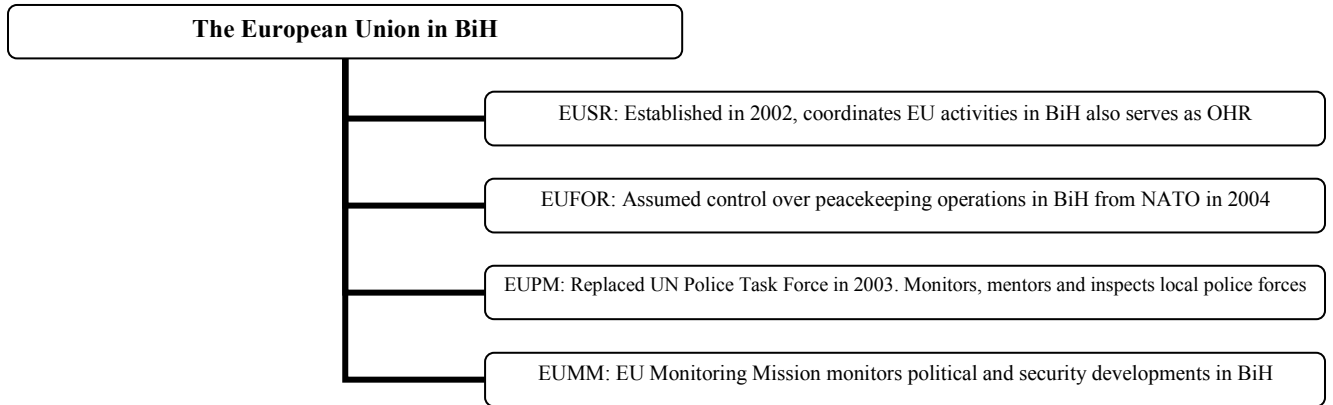 The European Union in BiH
EUSR: Established in 2002, coordinates EU activities in BiH also serves as OHR
EUFOR: Assumed control over peacekeeping operations in BiH from NATO in 2004
EUPM: Replaced UN Police Task Force in 2003. Monitors, mentors and inspects local police forces
EUMM: EU Monitoring Mission monitors political and security developments in BiH